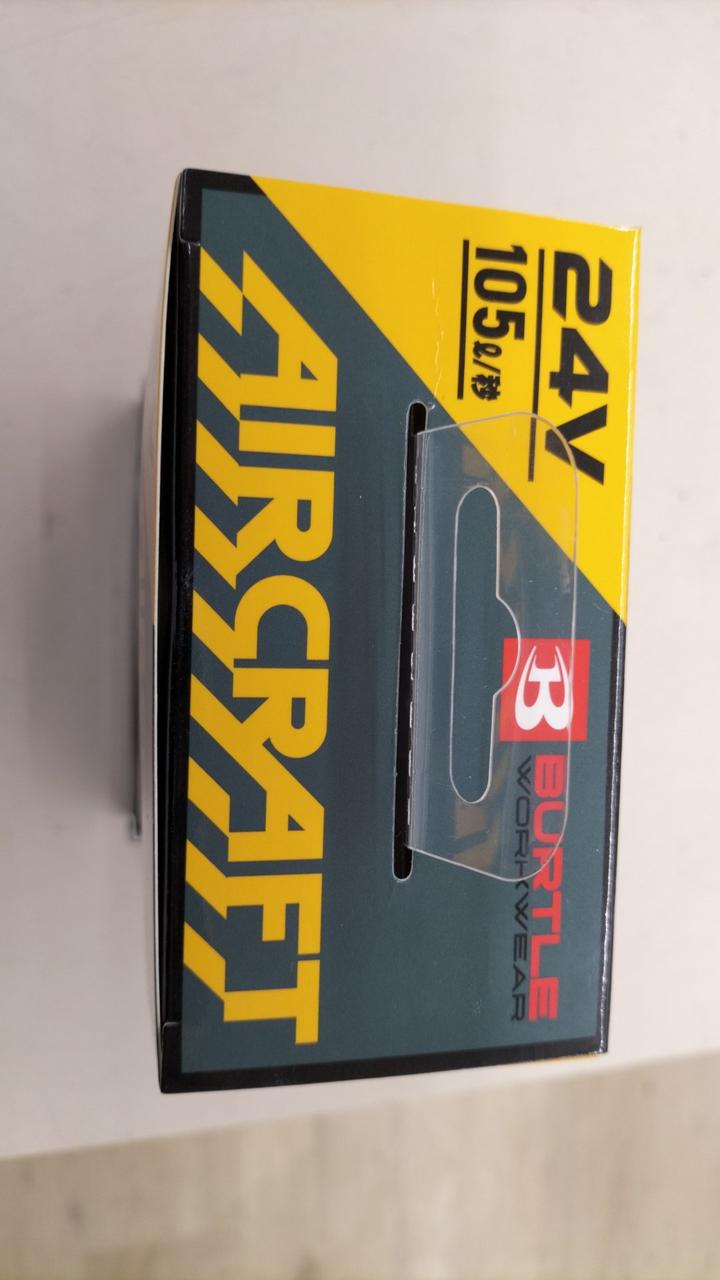 24V
105ℓ/秒
B BURTLE
WORKWEAR
AIRCRAFT